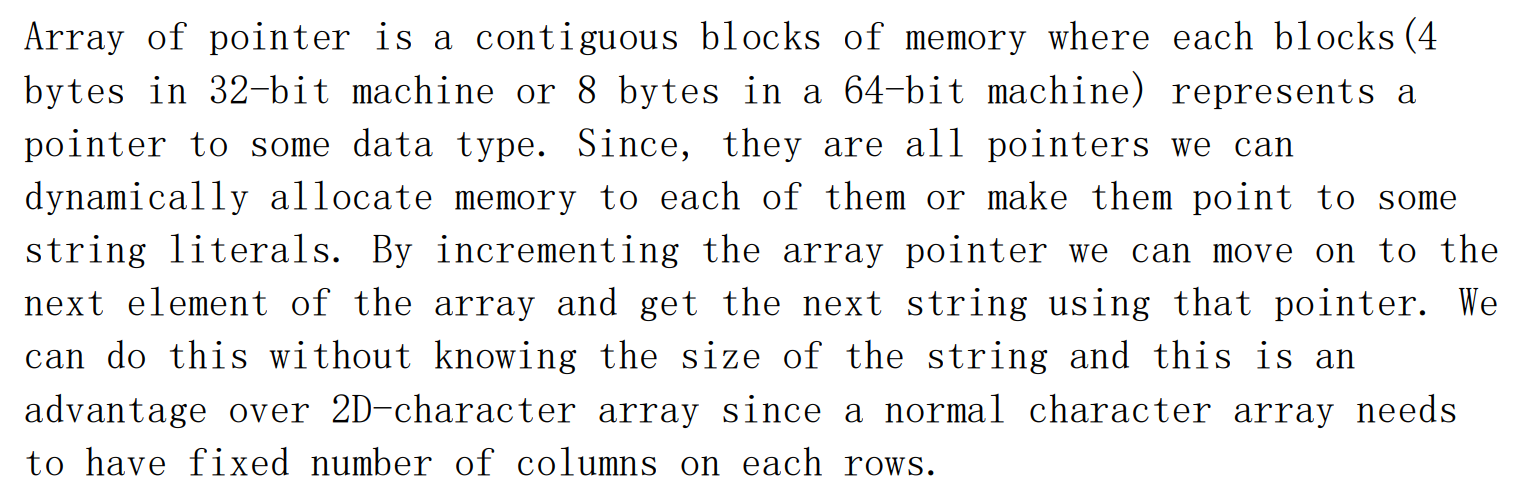 Array of pointer is a contiguous blocks of memory where each blocks(4
bytes in 32-bit machine or 8 bytes in a 64-bit machine) represents a
pointer to some data type. Since, they are all pointers we can
dynamically allocate memory to each of them or make them point to some
string literals. By incrementing the array pointer we can move on to the
next element of the array and get the next string using that pointer. We
can do this without knowing the size of the string and this is an
advantage over 2D-character array since a normal character array needs
to have fixed number of columns on each rows.